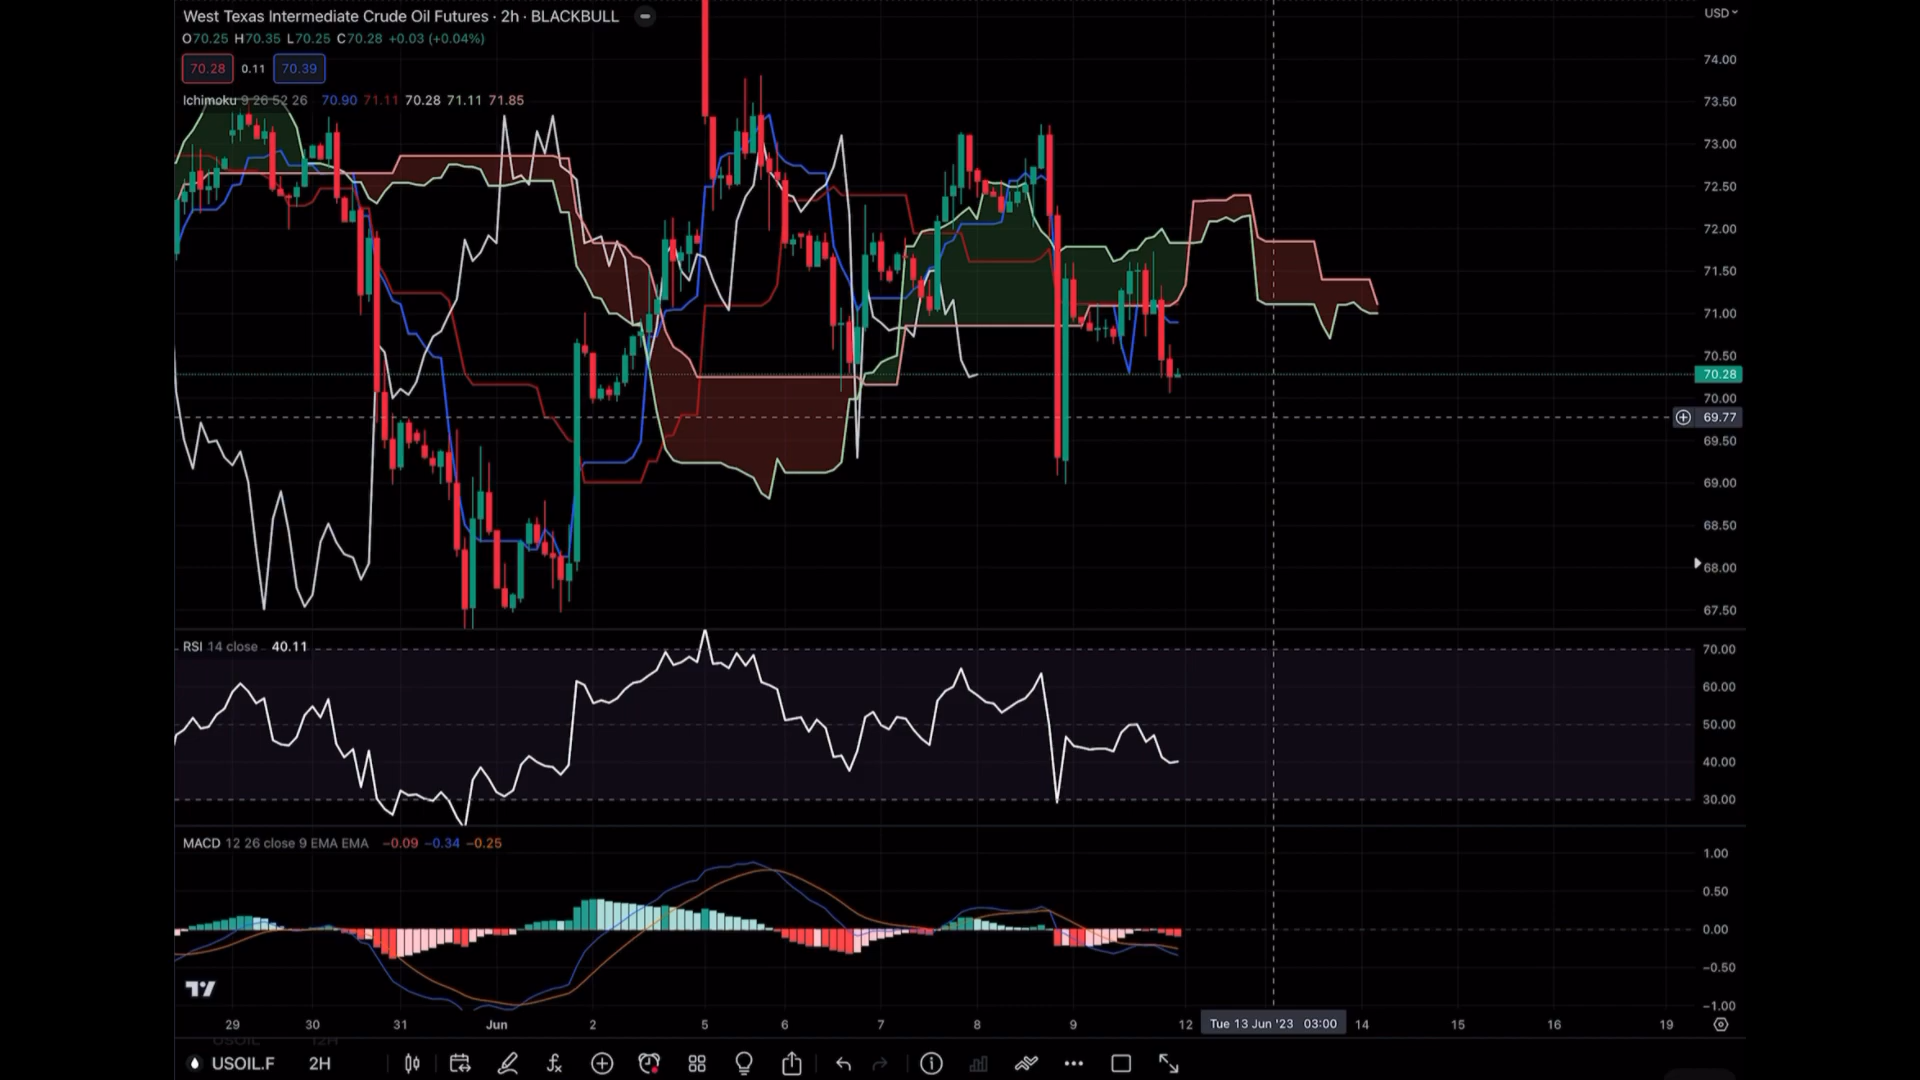 West Texas Intermediate Crude Oil Futures · 2h · BLACKBULL
O70.25 H70.35 L70.25 C70.28 +0.03 (+0.04%)
70.28 0.11 70.39
Ichimoku 9 26 52 26 70.90 71.11 70.28 71.11 71.85
USD
74.00
73.50
73.00
72.50
72.00
71.50
71.00
70.50
70.28
70.00
69.77
69.50
69.00
68.50
68.00
67.50
RSI 14 close 40.11
70.00
60.00
50.00
40.00
30.00
MACD 12 26 close 9 EMA EMA −0.09 −0.34 −0.25
1.00
0.50
0.00
−0.50
−1.00
29 30 31 Jun 2 5 6 7 8 9 12 Tue 13 Jun '23 03:00 14 15 16 19
USOIL 12H
USOIL.F 2H